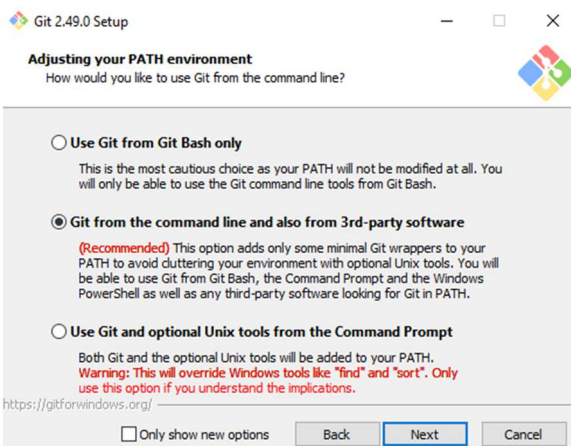 Git 2.49.0 Setup
Adjusting your PATH environment
How would you like to use Git from the command line?
Use Git from Git Bash only
This is the most cautious choice as your PATH will not be modified at all. You
will only be able to use the Git command line tools from Git Bash.
Git from the command line and also from 3rd-party software
(Recommended) This option adds only some minimal Git wrappers to your
PATH to avoid cluttering your environment with optional Unix tools. You will
be able to use Git from Git Bash, the Command Prompt and the Windows
PowerShell as well as any third-party software looking for Git in PATH.
Use Git and optional Unix tools from the Command Prompt
Both Git and the optional Unix tools will be added to your PATH.
Warning: This will override Windows tools like "find" and "sort". Only
use this option if you understand the implications.
https://gitforwindows.org/
Only show new options
Back
Next
Cancel